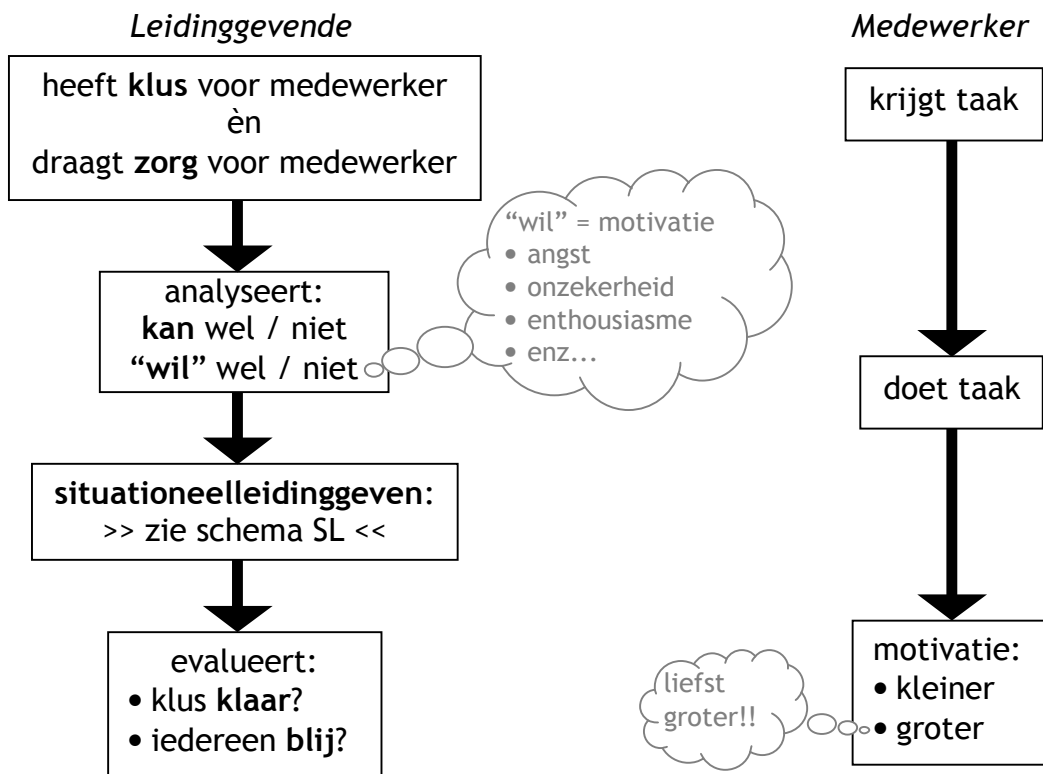 Leidinggevende
heeft klus voor medewerker
èn
draagt zorg voor medewerker
analyseert:
kan wel / niet
“wil” wel / niet
“wil” = motivatie
• angst
• onzekerheid
• enthousiasme
• enz...
situationeelleidinggeven:
>> zie schema SL <<
evalueert:
• klus klaar?
• iedereen blij?
Medewerker
krijgt taak
doet taak
motivatie:
• kleiner
• groter
liefst
groter!!